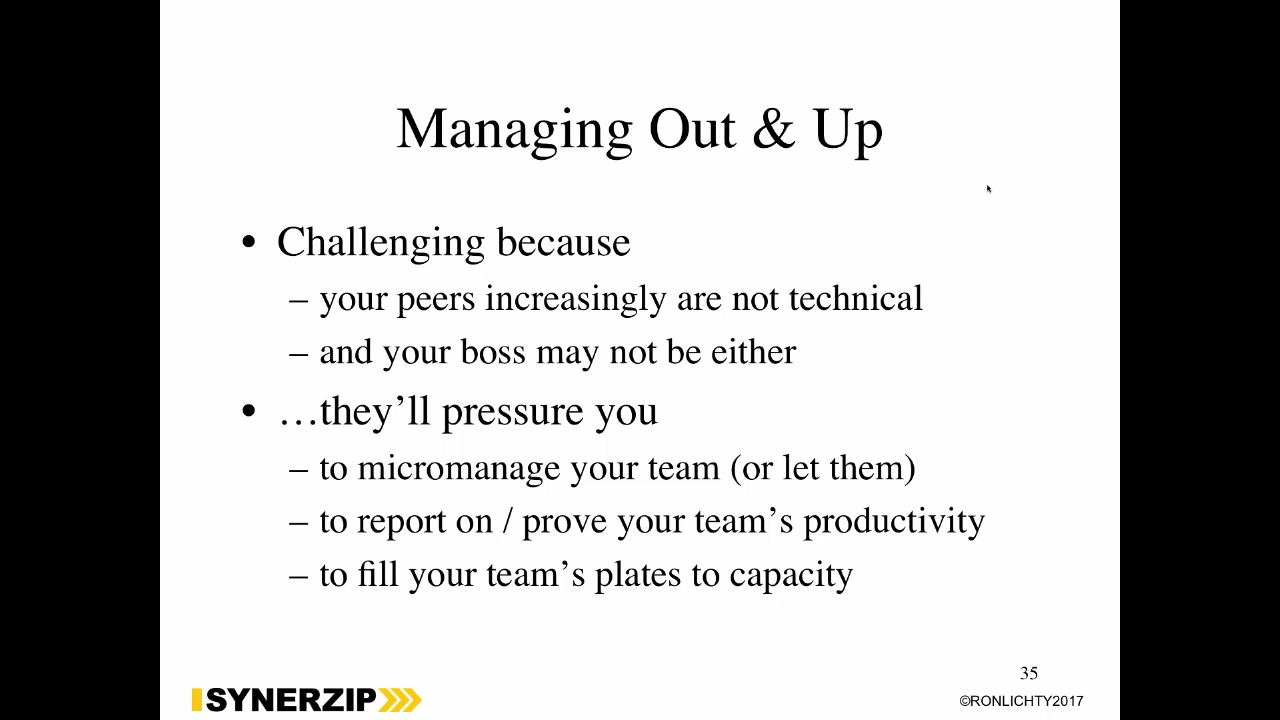 Managing Out & Up
• Challenging because
– your peers increasingly are not technical
– and your boss may not be either
• …they’ll pressure you
– to micromanage your team (or let them)
– to report on / prove your team’s productivity
– to fill your team’s plates to capacity
35
SYNERZIP
©RONLICHTY2017